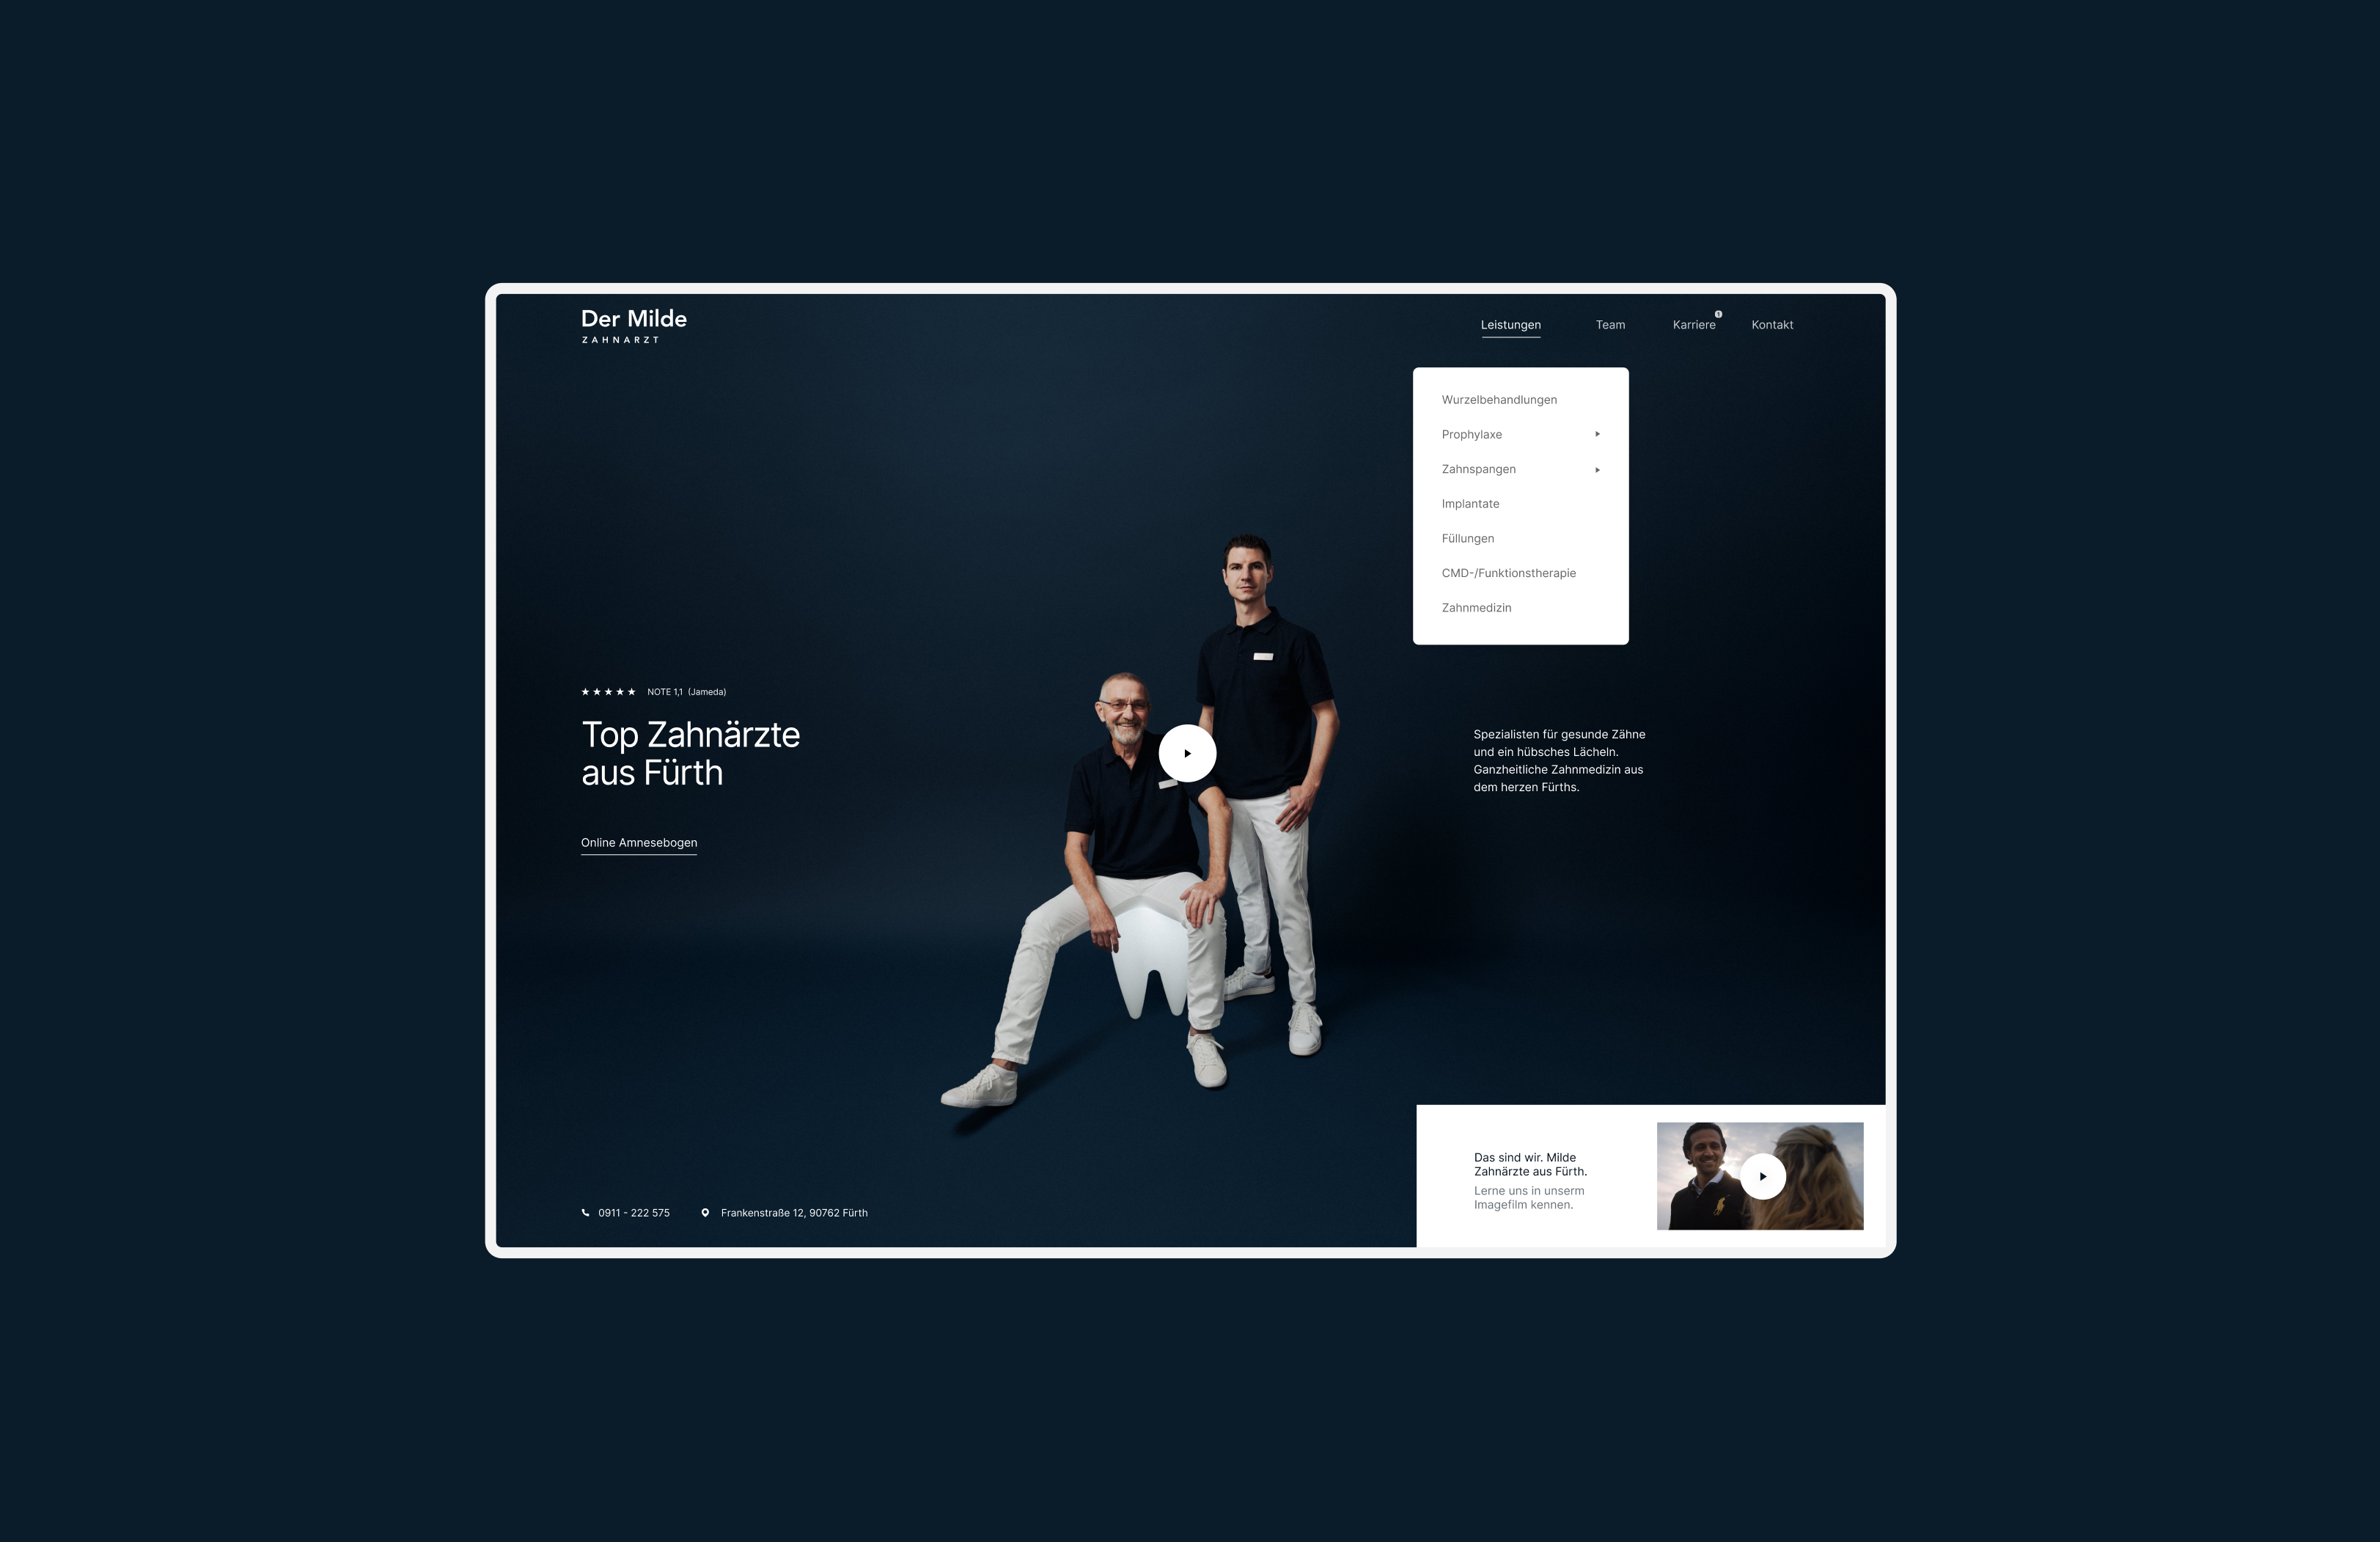 Der Milde
ZAHNARZT
Leistungen
Team
Karriere
1
Kontakt
Wurzelbehandlungen
Prophylaxe
Zahnspangen
Implantate
Füllungen
CMD-/Funktionstherapie
Zahnmedizin
NOTE 1,1 (Jameda)
Top Zahnärzte
aus Fürth
Online Amnesebogen
Spezialisten für gesunde Zähne
und ein hübsches Lächeln.
Ganzheitliche Zahnmedizin aus
dem herzen Fürths.
Das sind wir. Milde
Zahnärzte aus Fürth.
Lerne uns in unserm
Imagefilm kennen.
0911 - 222 575
Frankenstraße 12, 90762 Fürth